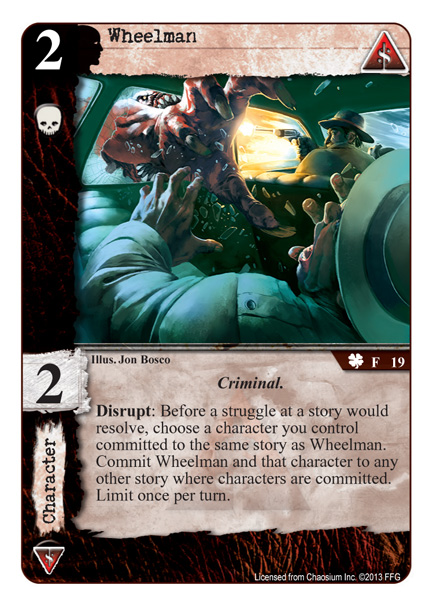 2
Wheelman
$
Illus. Jon Bosco
F 19
2
Character
Criminal.
Disrupt: Before a struggle at a story would
resolve, choose a character you control
committed to the same story as Wheelman.
Commit Wheelman and that character to any
other story where characters are committed.
Limit once per turn.
Licensed from Chaosium Inc. ©2013 FFG